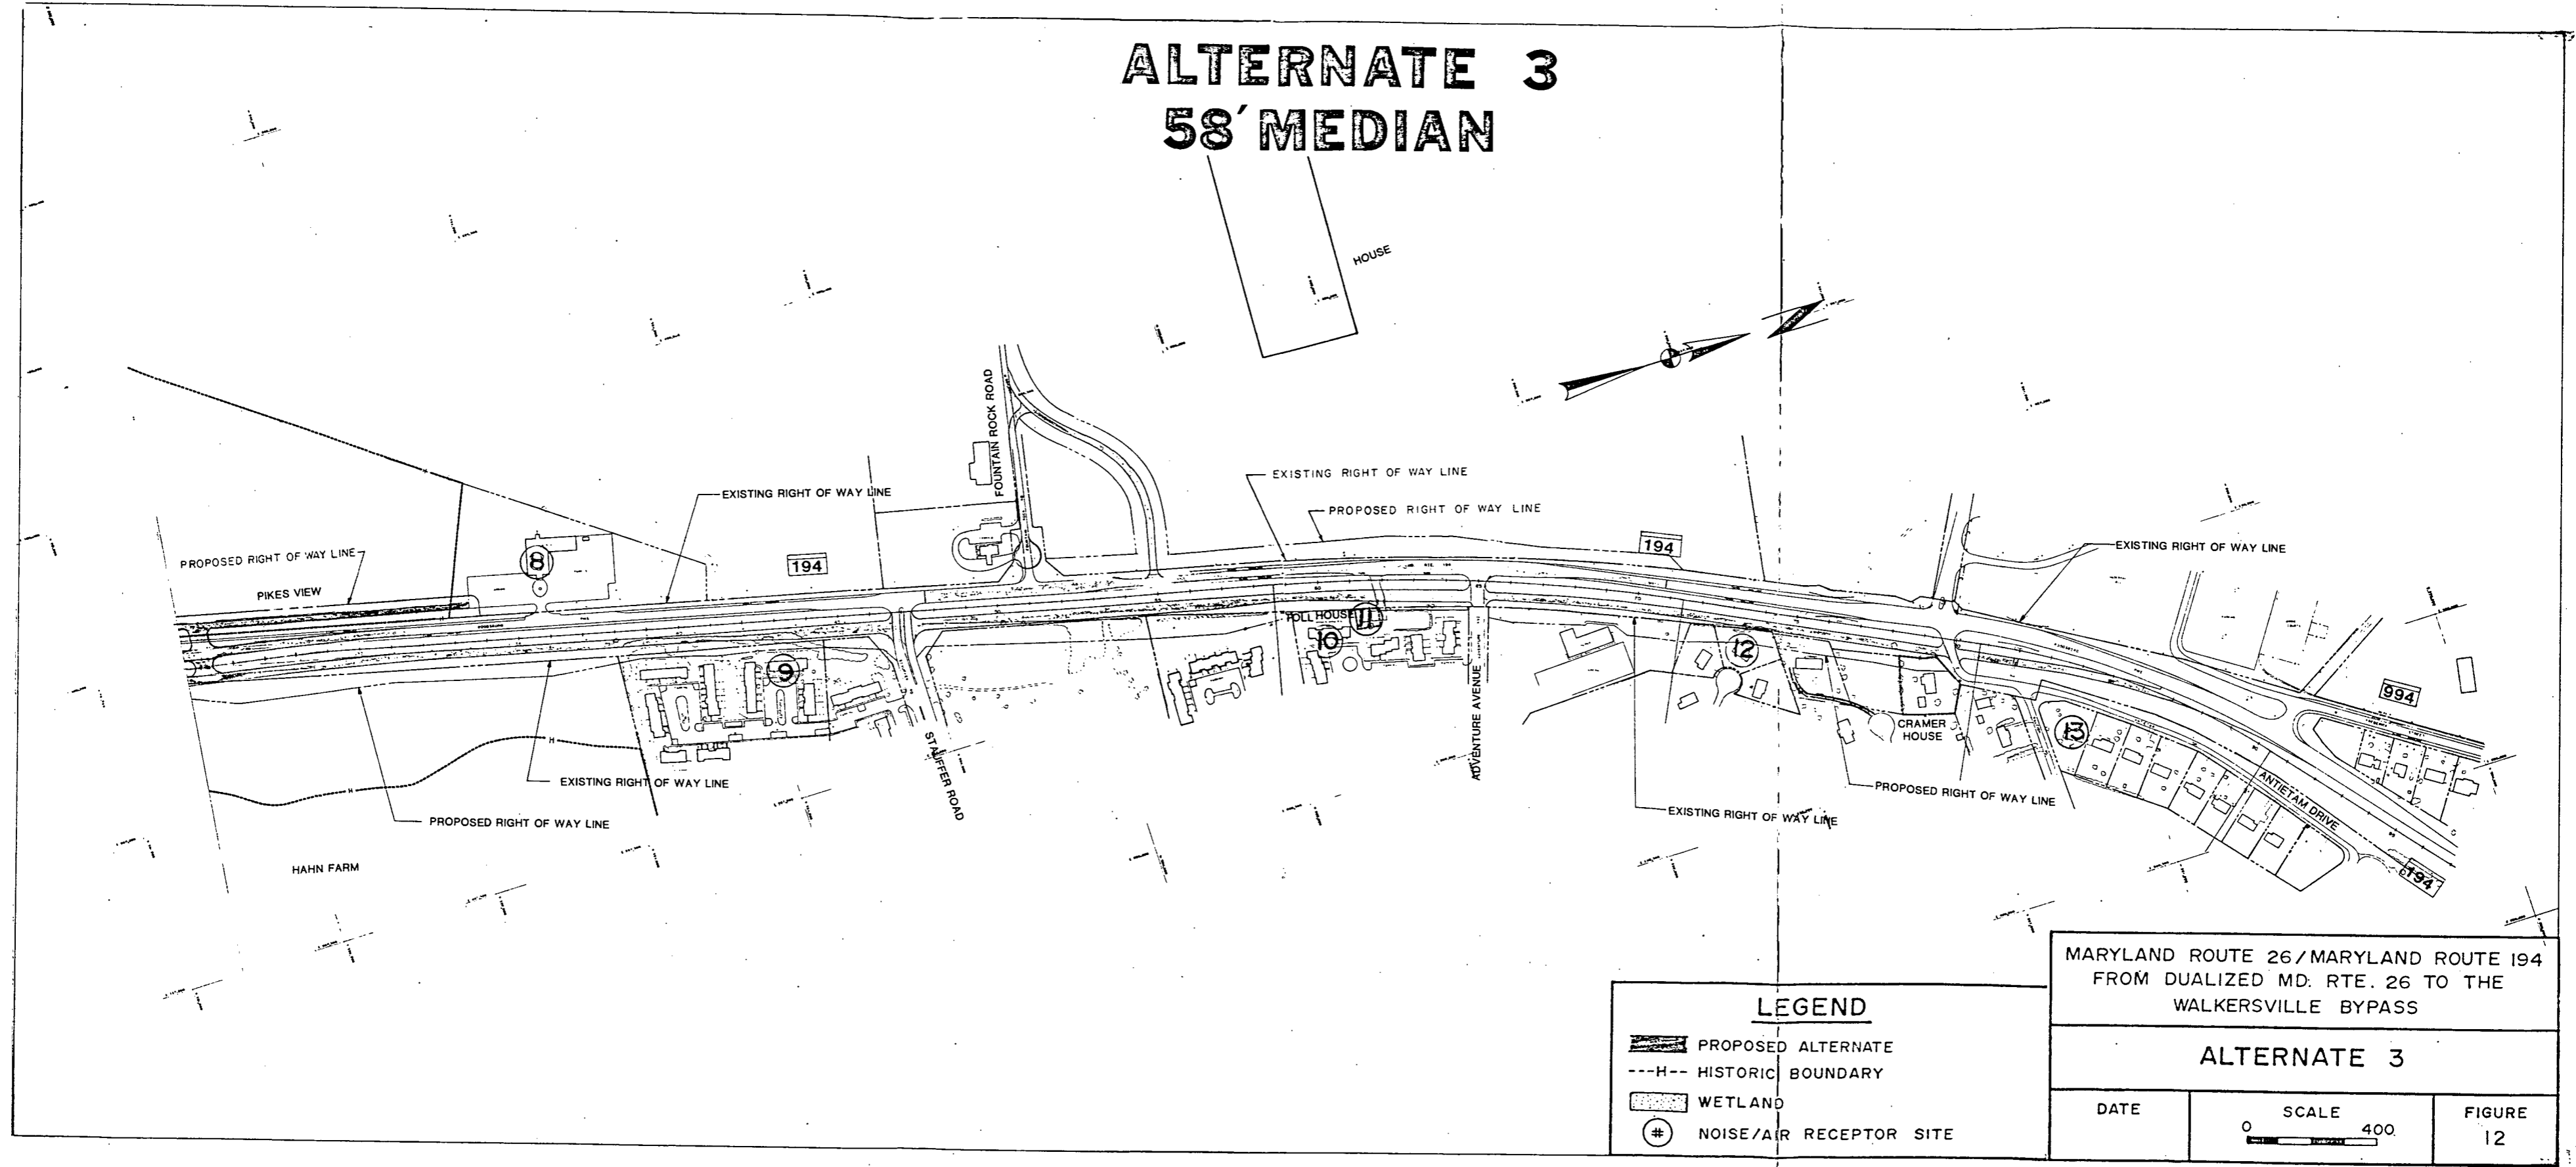 ALTERNATE 3
58' MEDIAN
HOUSE
FOUNTAIN ROCK ROAD
EXISTING RIGHT OF WAY LINE
EXISTING RIGHT OF WAY LINE
PROPOSED RIGHT OF WAY LINE
PROPOSED RIGHT OF WAY LINE
PIKES VIEW
8
194
194
EXISTING RIGHT OF WAY LINE
TOLL HOUSE
11
10
9
12
13
994
CRAMER
HOUSE
STAUFFER ROAD
ADVENTURE AVENUE
ANTIETAM DRIVE
194
H
H
EXISTING RIGHT OF WAY LINE
PROPOSED RIGHT OF WAY LINE
PROPOSED RIGHT OF WAY LINE
EXISTING RIGHT OF WAY LINE
HAHN FARM
LEGEND
PROPOSED ALTERNATE
---H-- HISTORIC BOUNDARY
WETLAND
# NOISE/AIR RECEPTOR SITE
MARYLAND ROUTE 26/MARYLAND ROUTE 194
FROM DUALIZED MD. RTE. 26 TO THE
WALKERSVILLE BYPASS
ALTERNATE 3
DATE
SCALE
0 400
FIGURE
12